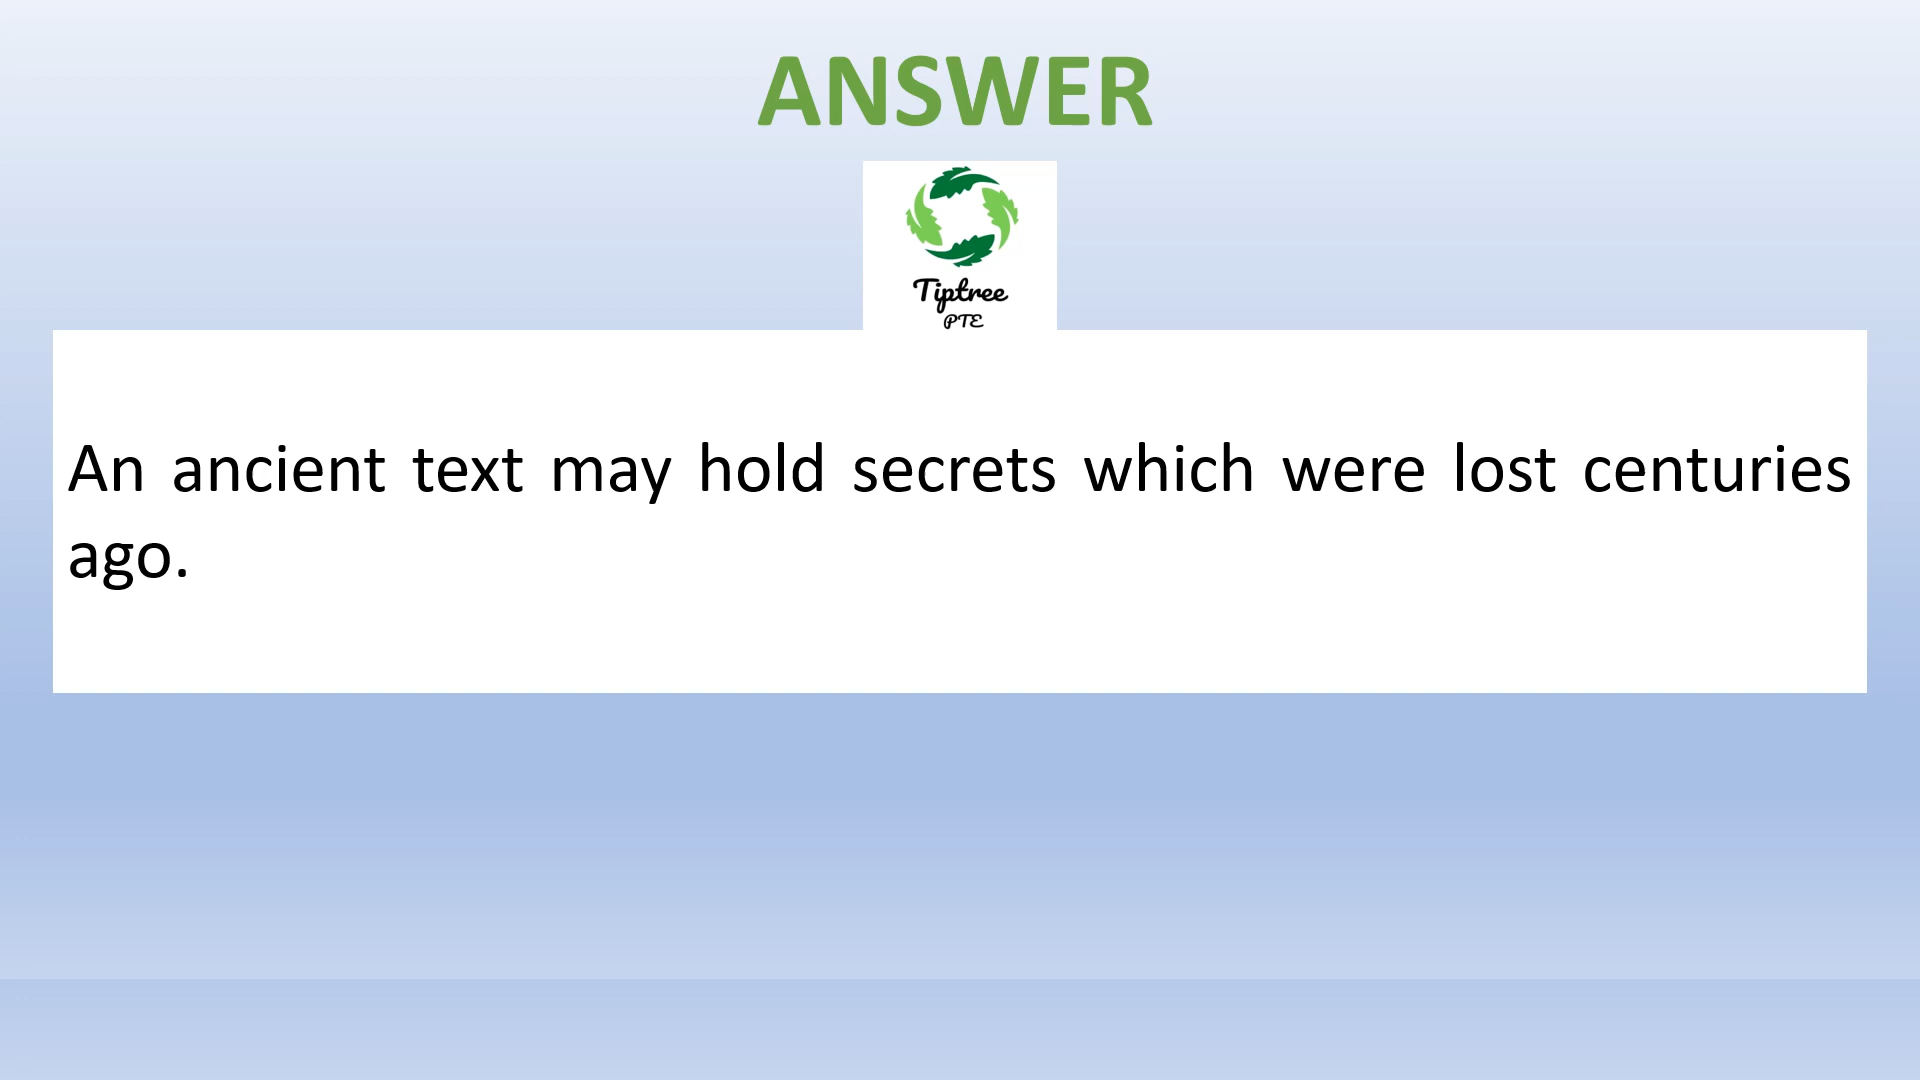 ANSWER
Tiptree
PTE
An ancient text may hold secrets which were lost centuries
ago.